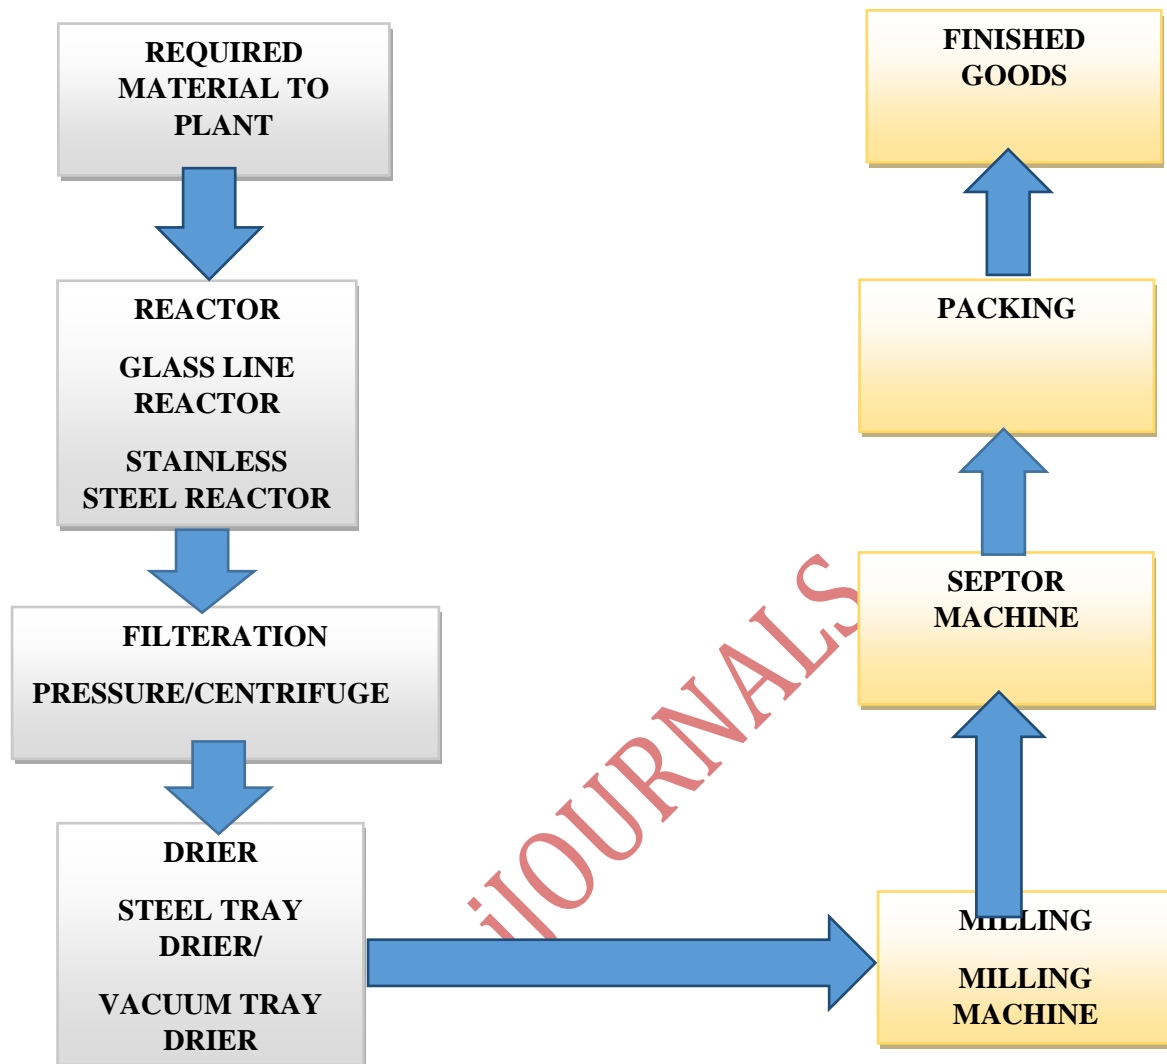 REQUIRED
MATERIAL TO
PLANT
REACTOR
GLASS LINE
REACTOR
STAINLESS
STEEL REACTOR
FILTERATION
PRESSURE/CENTRIFUGE
DRIER
STEEL TRAY
DRIER/
VACUUM TRAY
DRIER
MILLING
MILLING
MACHINE
SEPTOR
MACHINE
PACKING
FINISHED
GOODS
iJOURNALS